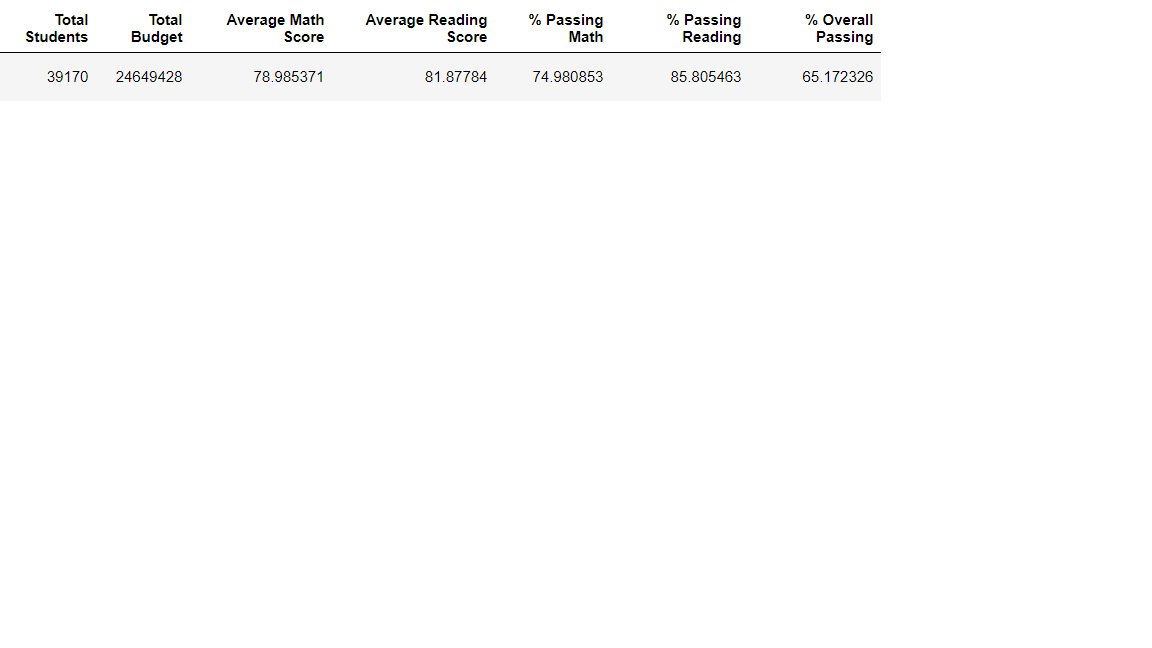 Total Students Total Budget Average Math Score Average Reading Score % Passing Math % Passing Reading % Overall Passing
39170 24649428 78.985371 81.87784 74.980853 85.805463 65.172326